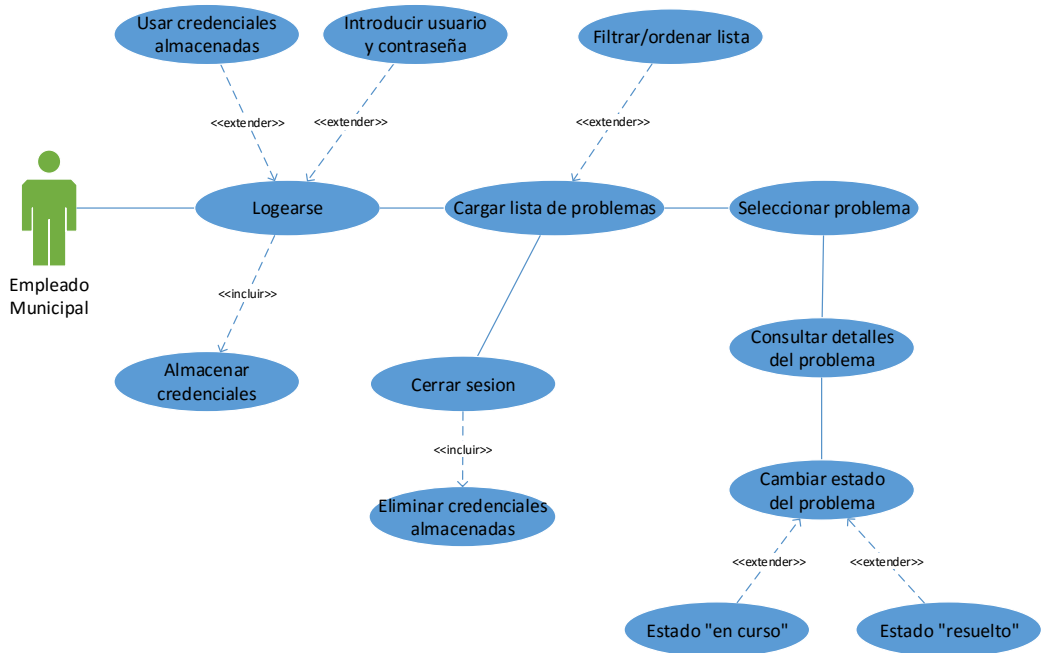 Usar credenciales
almacenadas
Introducir usuario
y contraseña
Filtrar/ordenar lista
<<extender>>
<<extender>>
<<extender>>
Logearse
Cargar lista de problemas
Seleccionar problema
Empleado
Municipal
<<incluir>>
Consultar detalles
del problema
Almacenar
credenciales
Cerrar sesion
<<incluir>>
Cambiar estado
del problema
Eliminar credenciales
almacenadas
<<extender>>
<<extender>>
Estado "en curso"
Estado "resuelto"